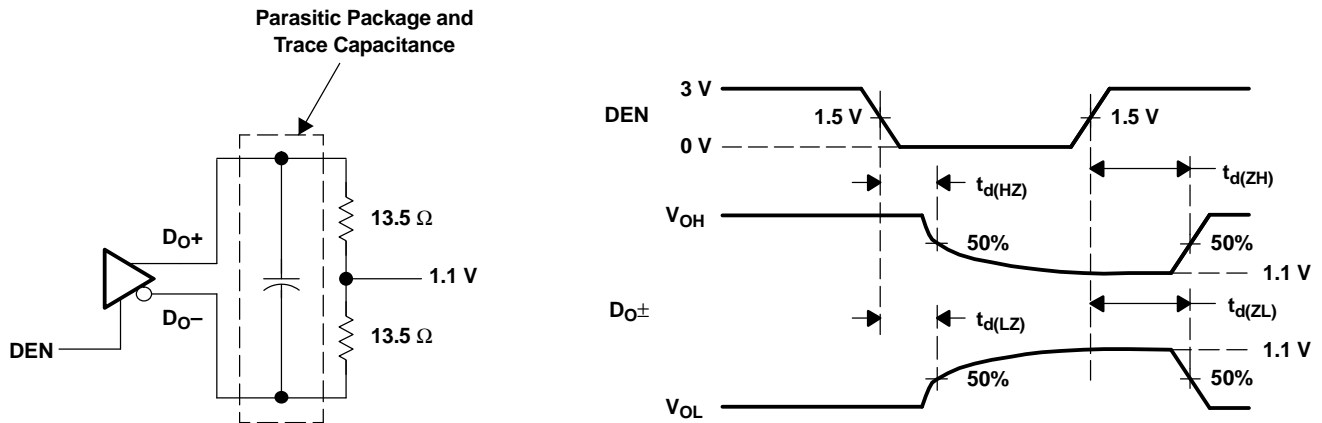 Parasitic Package and
Trace Capacitance
13.5 Ω
DO+
1.1 V
DO–
13.5 Ω
DEN
3 V
DEN
1.5 V
1.5 V
0 V
td(HZ)
td(ZH)
VOH
50%
50%
1.1 V
DO±
td(LZ)
td(ZL)
1.1 V
50%
50%
VOL